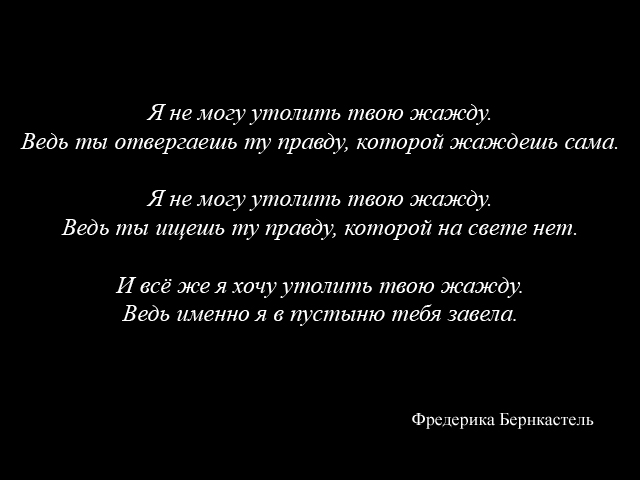 Я не могу утолить твою жажду.
Ведь ты отвергаешь ту правду, которой жаждешь сама.
Я не могу утолить твою жажду.
Ведь ты ищешь ту правду, которой на свете нет.
И всё же я хочу утолить твою жажду.
Ведь именно я в пустыню тебя завела.
Фредерика Бернкастель